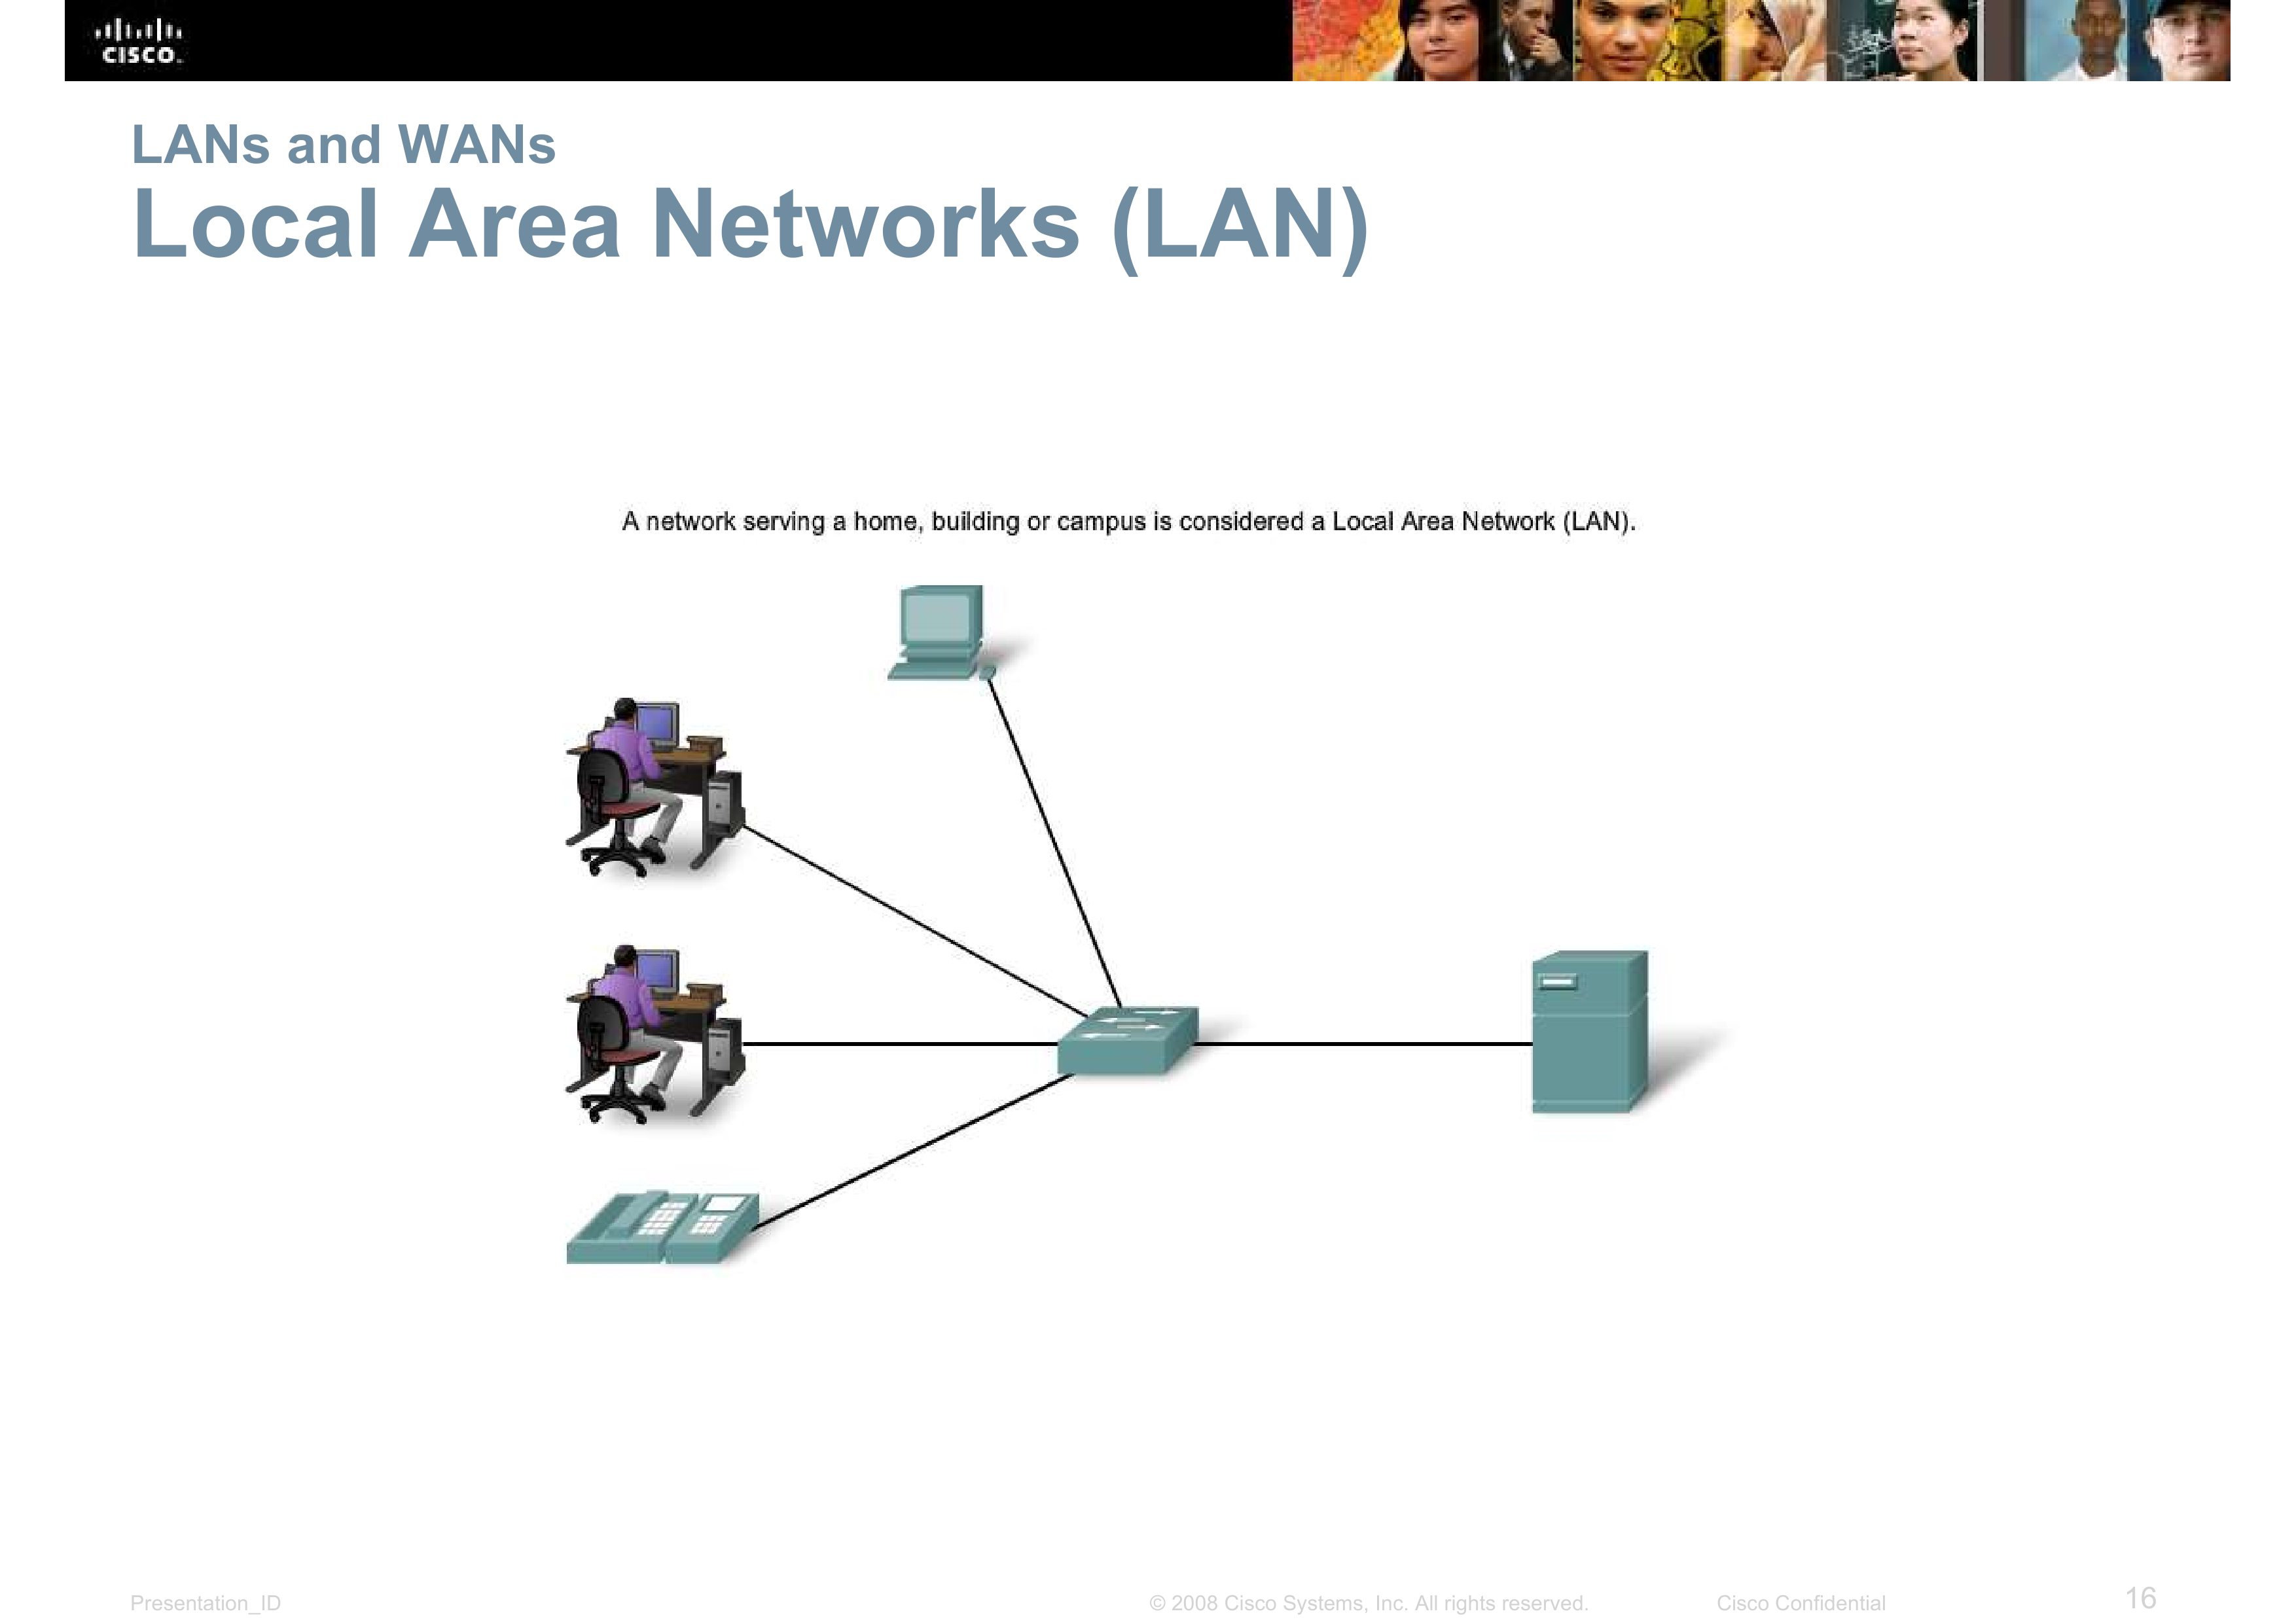 CISCO
LANs and WANs
Local Area Networks (LAN)
A network serving a home, building or campus is considered a Local Area Network (LAN).
Presentation_ID
© 2008 Cisco Systems, Inc. All rights reserved.
Cisco Confidential
16